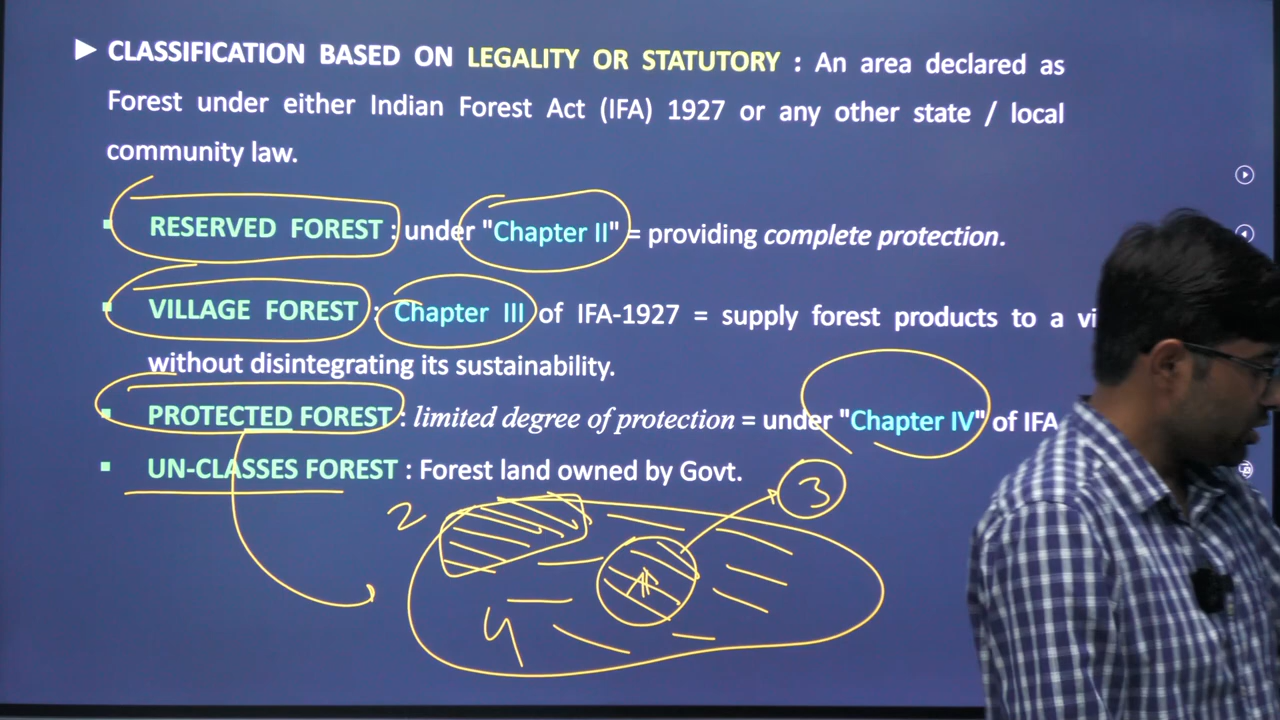 ▶ CLASSIFICATION BASED ON LEGALITY OR STATUTORY : An area declared as
Forest under either Indian Forest Act (IFA) 1927 or any other state / local
community law.
▪ RESERVED FOREST : under "Chapter II" = providing complete protection.
▪ VILLAGE FOREST : Chapter III of IFA-1927 = supply forest products to a vi
without disintegrating its sustainability.
▪ PROTECTED FOREST : limited degree of protection = under "Chapter IV" of IFA
▪ UN-CLASSES FOREST : Forest land owned by Govt.
2
3
4